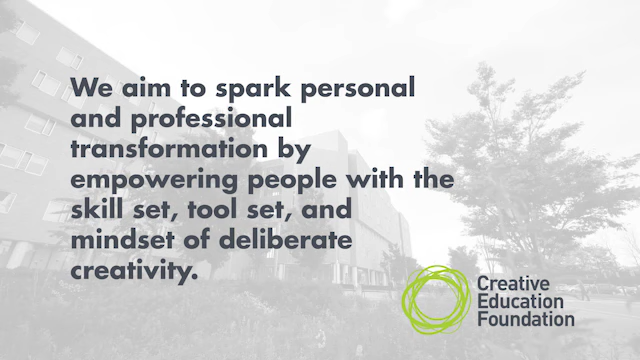 We aim to spark personal
and professional
transformation by
empowering people with the
skill set, tool set, and
mindset of deliberate
creativity.
Creative
Education
Foundation